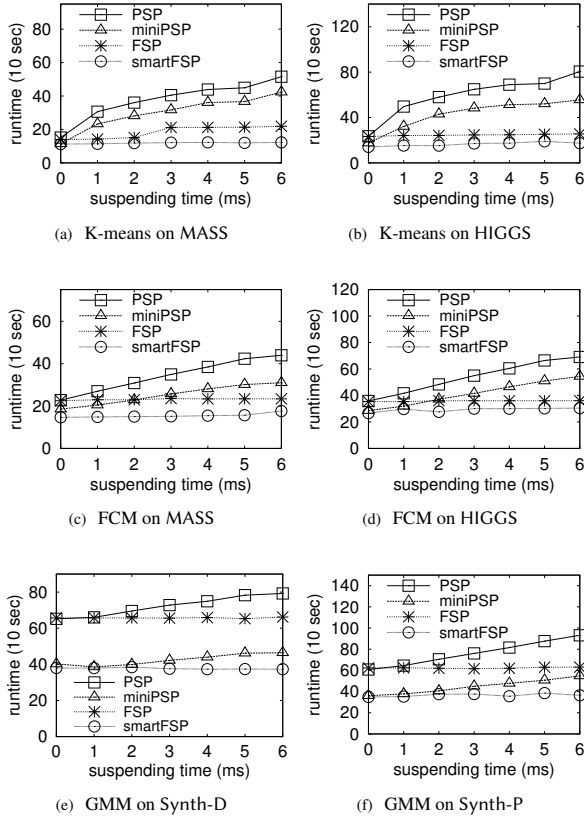 PSP
miniPSP
FSP
smartFSP
80
60
40
20
0
runtime (10 sec)
0 1 2 3 4 5 6
suspending time (ms)
(a) K-means on MASS
PSP
miniPSP
FSP
smartFSP
120
80
40
0
runtime (10 sec)
0 1 2 3 4 5 6
suspending time (ms)
(b) K-means on HIGGS
PSP
miniPSP
FSP
smartFSP
60
40
20
0
runtime (10 sec)
0 1 2 3 4 5 6
suspending time (ms)
(c) FCM on MASS
PSP
miniPSP
FSP
smartFSP
120
100
80
60
40
20
0
runtime (10 sec)
0 1 2 3 4 5 6
suspending time (ms)
(d) FCM on HIGGS
80
60
40
20
0
runtime (10 sec)
PSP
miniPSP
FSP
smartFSP
0 1 2 3 4 5 6
suspending time (ms)
(e) GMM on Synth-D
PSP
miniPSP
FSP
smartFSP
140
120
100
80
60
40
20
0
runtime (10 sec)
0 1 2 3 4 5 6
suspending time (ms)
(f) GMM on Synth-P